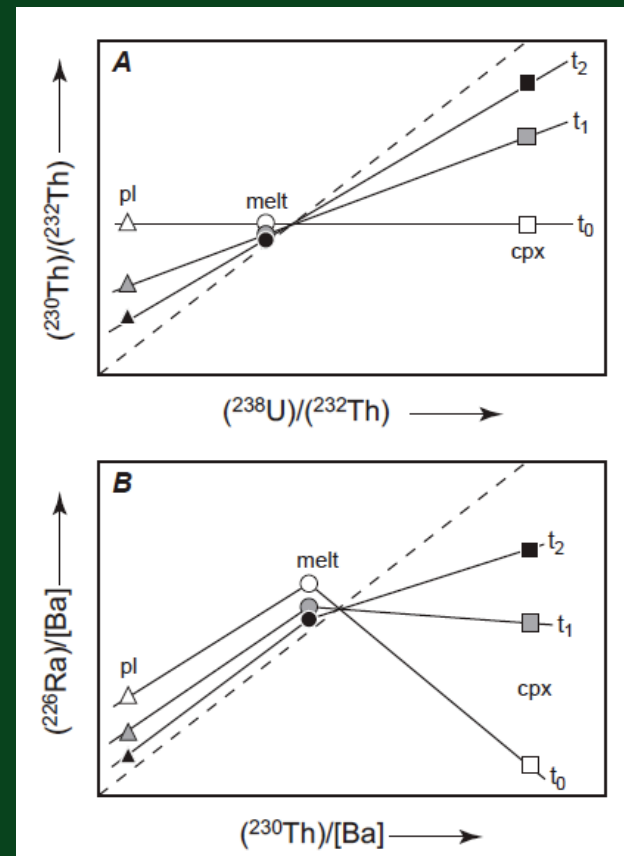 A
t₂
t₁
pl
melt
t₀
cpx
(²³⁰Th)/(²³²Th)
(²³⁸U)/(²³²Th)
B
melt
t₂
pl
t₁
cpx
t₀
(²²⁶Ra)/[Ba]
(²³⁰Th)/[Ba]